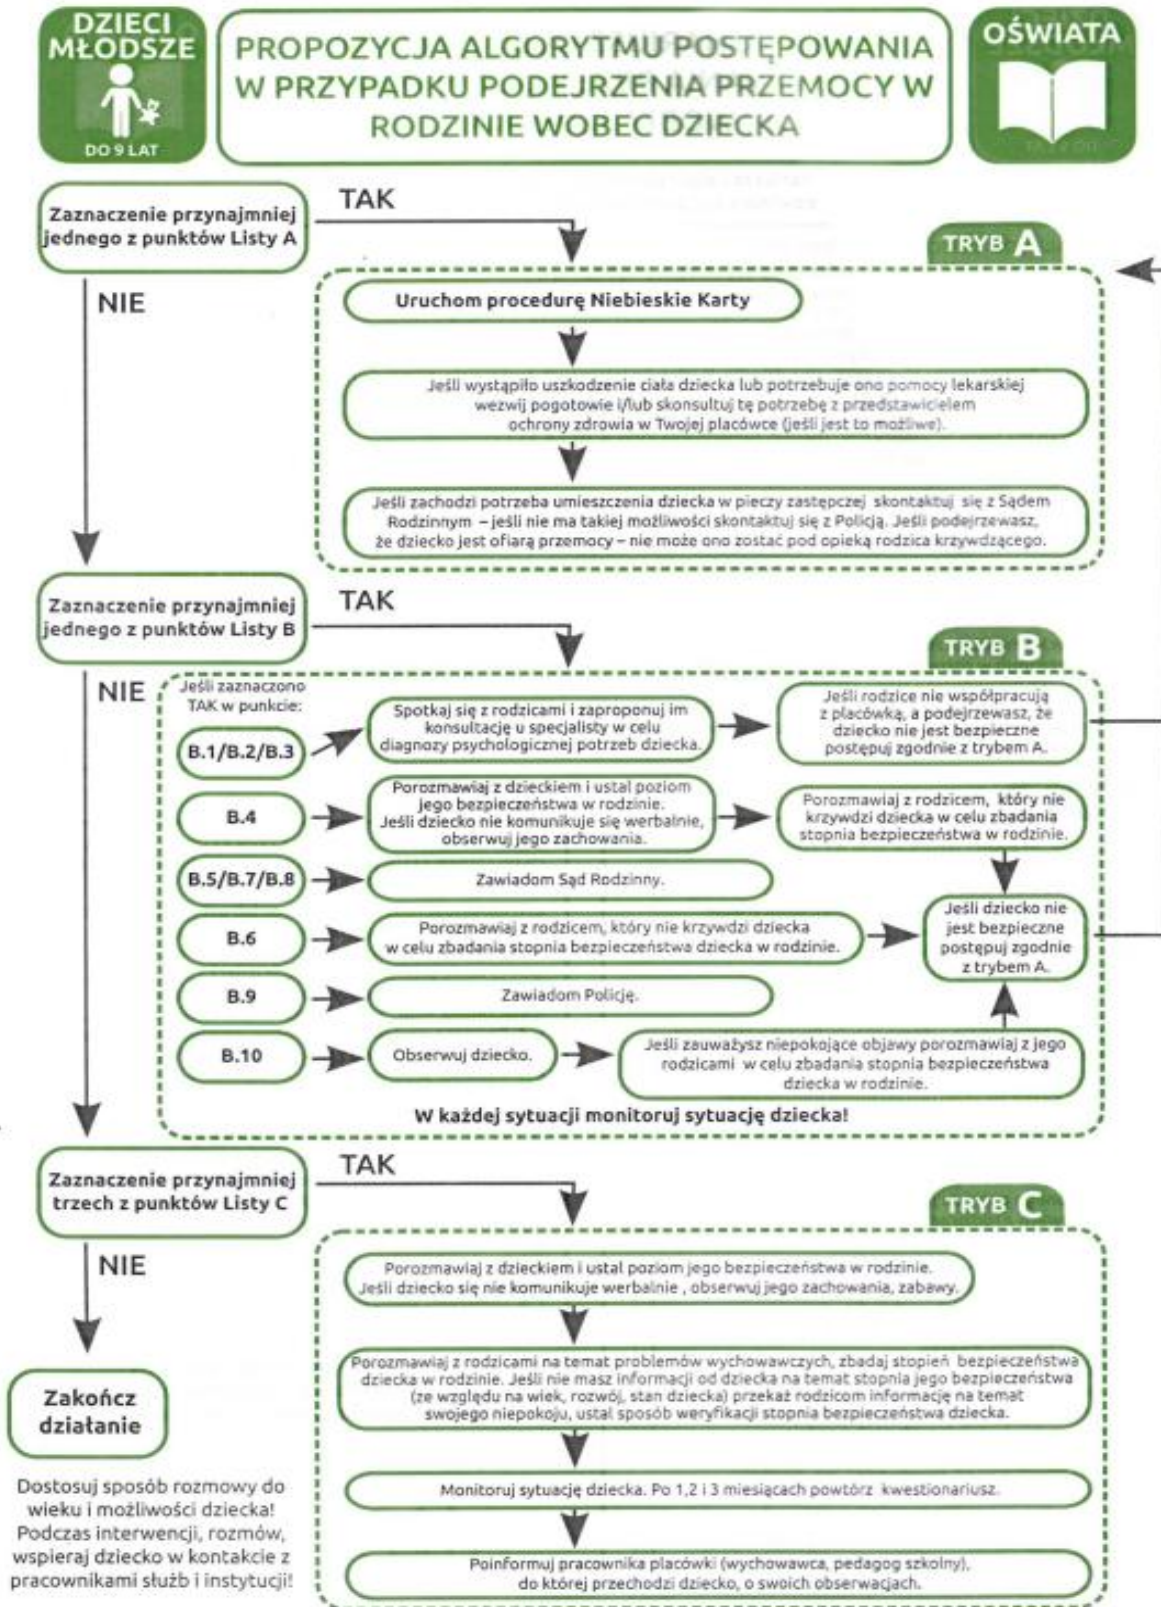 DZIECI
MŁODSZE
DO 9 LAT
PROPOZYCJA ALGORYTMU POSTĘPOWANIA
W PRZYPADKU PODEJRZENIA PRZEMOCY W
RODZINIE WOBEC DZIECKA
OŚWIATA
Zaznaczenie przynajmniej
jednego z punktów Listy A
TAK
NIE
TRYB A
Uruchom procedurę Niebieskie Karty
Jeśli wystąpiło uszkodzenie ciała dziecka lub potrzebuje ono pomocy lekarskiej
wezwij pogotowie i/lub skonsultuj tę potrzebę z przedstawicielem
ochrony zdrowia w Twojej placówce (jeśli jest to możliwe).
Jeśli zachodzi potrzeba umieszczenia dziecka w pieczy zastępczej skontaktuj się z Sądem
Rodzinnym – jeśli nie ma takiej możliwości skontaktuj się z Policją. Jeśli podejrzewasz,
że dziecko jest ofiarą przemocy – nie może ono zostać pod opieką rodzica krzywdzącego.
Zaznaczenie przynajmniej
jednego z punktów Listy B
TAK
NIE
TRYB B
Jeśli zaznaczono
TAK w punkcie:
B.1/B.2/B.3
Spotkaj się z rodzicami i zaproponuj im
konsultację u specjalisty w celu
diagnozy psychologicznej potrzeb dziecka.
Jeśli rodzice nie współpracują
z placówką, a podejrzewasz, że
dziecko nie jest bezpieczne
postępuj zgodnie z trybem A.
B.4
Porozmawiaj z dzieckiem i ustal poziom
jego bezpieczeństwa w rodzinie.
Jeśli dziecko nie komunikuje się werbalnie,
obserwuj jego zachowania.
Porozmawiaj z rodzicem, który nie
krzywdzi dziecka w celu zbadania
stopnia bezpieczeństwa w rodzinie.
B.5/B.7/B.8
Zawiadom Sąd Rodzinny.
B.6
Porozmawiaj z rodzicem, który nie krzywdzi dziecka
w celu zbadania stopnia bezpieczeństwa dziecka w rodzinie.
Jeśli dziecko nie
jest bezpieczne
postępuj zgodnie
z trybem A.
B.9
Zawiadom Policję.
B.10
Obserwuj dziecko.
Jeśli zauważysz niepokojące objawy porozmawiaj z jego
rodzicami w celu zbadania stopnia bezpieczeństwa
dziecka w rodzinie.
W każdej sytuacji monitoruj sytuację dziecka!
Zaznaczenie przynajmniej
trzech z punktów Listy C
TAK
NIE
TRYB C
Porozmawiaj z dzieckiem i ustal poziom jego bezpieczeństwa w rodzinie.
Jeśli dziecko się nie komunikuje werbalnie , obserwuj jego zachowania, zabawy.
Porozmawiaj z rodzicami na temat problemów wychowawczych, zbadaj stopień bezpieczeństwa
dziecka w rodzinie. Jeśli nie masz informacji od dziecka na temat stopnia jego bezpieczeństwa
(ze względu na wiek, rozwój, stan dziecka) przekaż rodzicom informację na temat
swojego niepokoju, ustal sposób weryfikacji stopnia bezpieczeństwa dziecka.
Monitoruj sytuację dziecka. Po 1,2 i 3 miesiącach powtórz kwestionariusz.
Poinformuj pracownika placówki (wychowawca, pedagog szkolny),
do której przechodzi dziecko, o swoich obserwacjach.
Zakończ
działanie
Dostosuj sposób rozmowy do
wieku i możliwości dziecka!
Podczas interwencji, rozmów,
wspieraj dziecko w kontakcie z
pracownikami służb i instytucji!